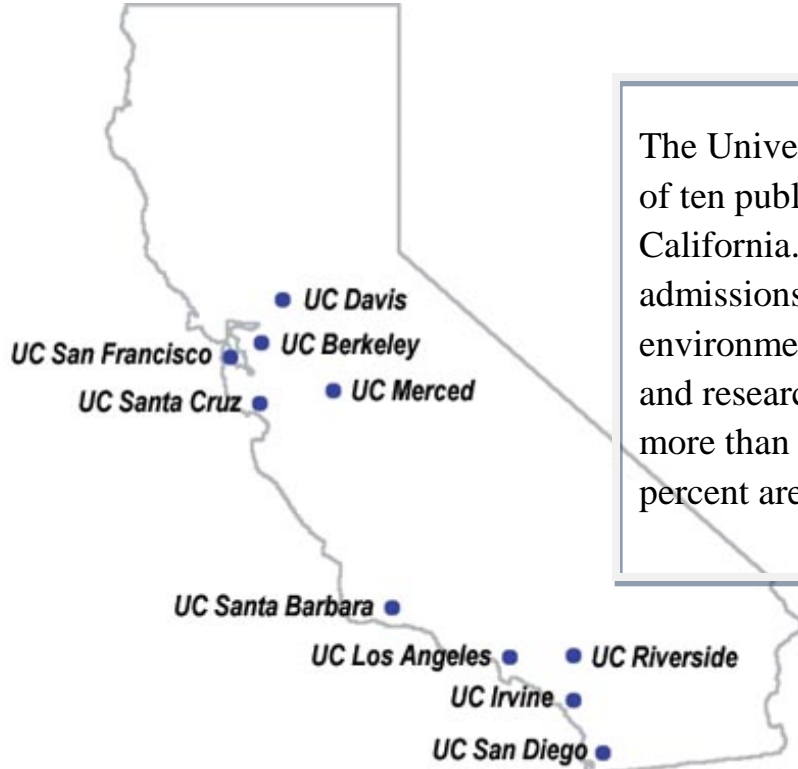 The Unive
of ten publ
California.
admissions
environme
and researc
more than
percent are
UC Davis
UC Berkeley
UC San Francisco
UC Merced
UC Santa Cruz
UC Santa Barbara
UC Los Angeles
UC Riverside
UC Irvine
UC San Diego